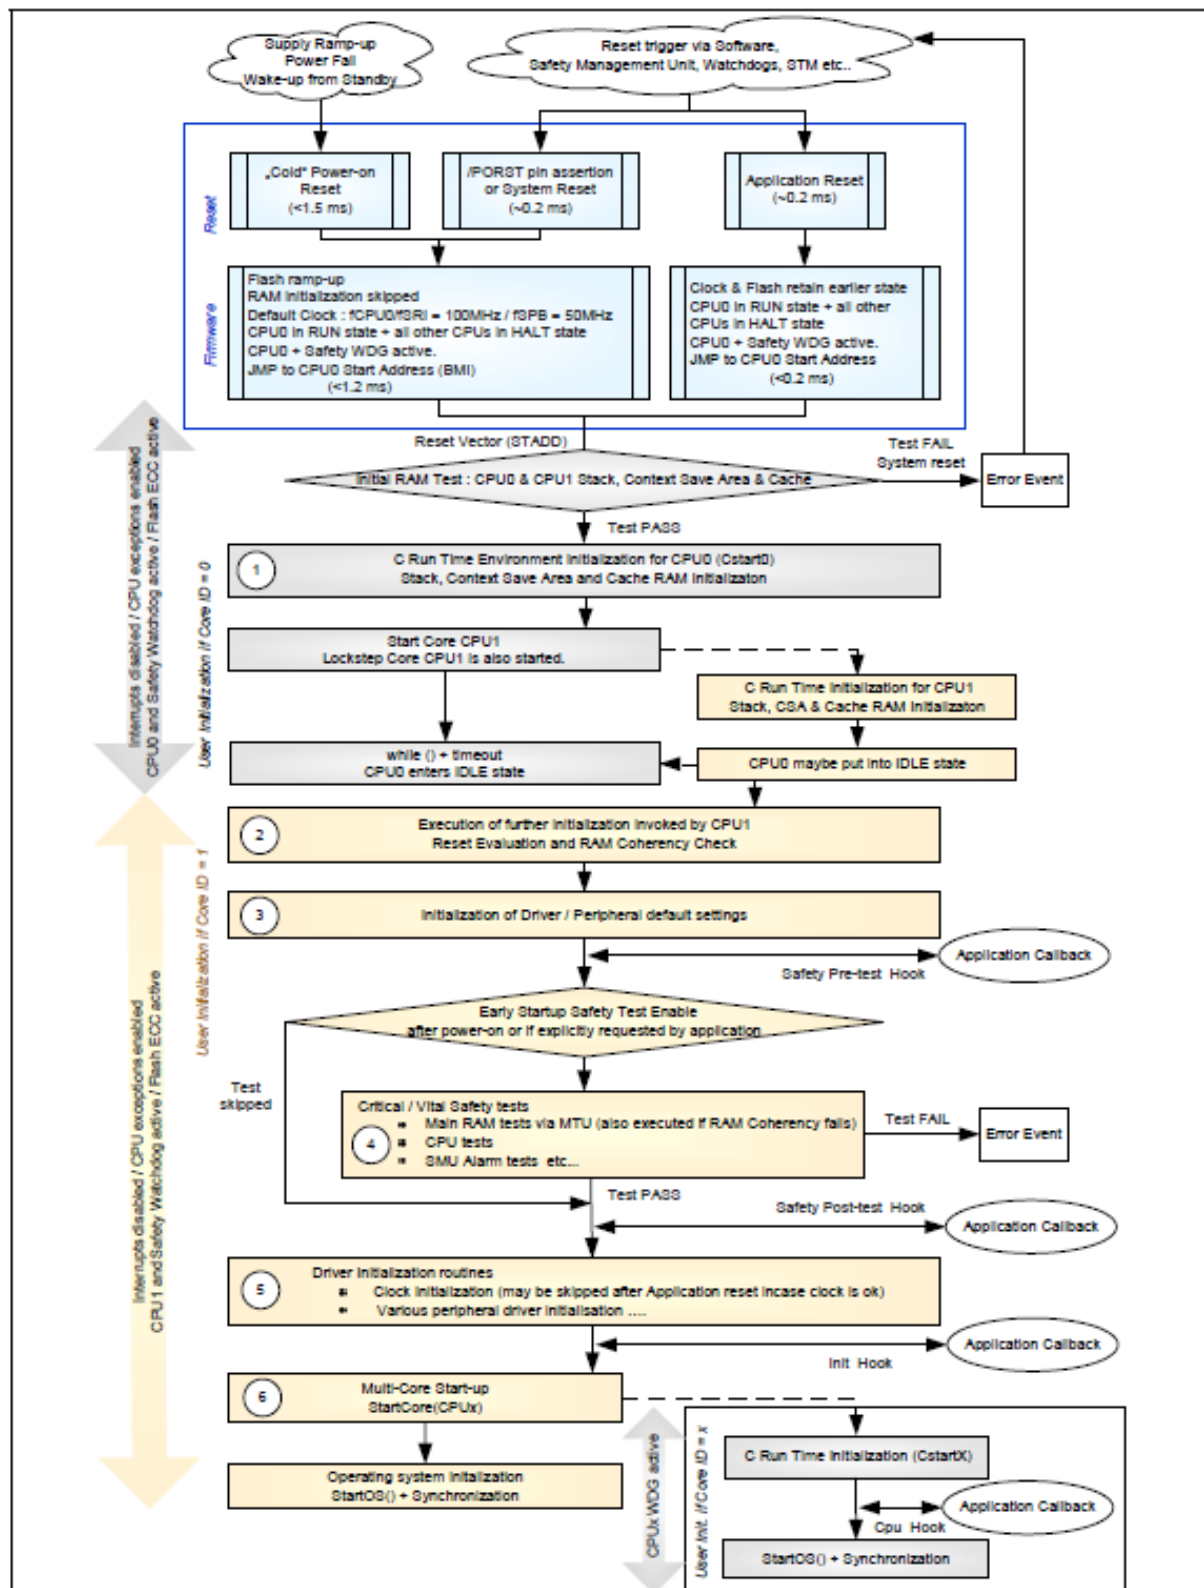 Supply Ramp-up
Power Fail
Wake-up from Standby
Reset trigger via Software,
Safety Management Unit, Watchdogs, STM etc..
Reset
„Cold“ Power-on
Reset
(<1.5 ms)
/PORST pin assertion
or System Reset
(~0.2 ms)
Application Reset
(~0.2 ms)
Firmware
Flash ramp-up
RAM Initialization skipped
Default Clock : fCPU0/fSRI = 100MHz / fSPB = 50MHz
CPU0 in RUN state + all other CPUs in HALT state
CPU0 + Safety WDG active.
JMP to CPU0 Start Address (BMI)
(<1.2 ms)
Clock & Flash retain earlier state
CPU0 in RUN state + all other
CPUs in HALT state
CPU0 + Safety WDG active.
JMP to CPU0 Start Address
(<0.2 ms)
Interrupts disabled / CPU exceptions enabled
CPU0 and Safety Watchdog active / Flash ECC active
User Initialization if Core ID = 0
Reset Vector (STADD)
Initial RAM Test : CPU0 & CPU1 Stack, Context Save Area & Cache
Test FAIL
System reset
Error Event
Test PASS
1
C Run Time Environment Initialization for CPU0 (Cstart0)
Stack, Context Save Area and Cache RAM Initializaton
Start Core CPU1
Lockstep Core CPU1 is also started.
C Run Time Initialization for CPU1
Stack, CSA & Cache RAM Initializaton
while () + timeout
CPU0 enters IDLE state
CPU0 maybe put into IDLE state
Interrupts disabled / CPU exceptions enabled
CPU1 and Safety Watchdog active / Flash ECC active
User Initialization if Core ID = 1
2
Execution of further initialization invoked by CPU1
Reset Evaluation and RAM Coherency Check
3
Initialization of Driver / Peripheral default settings
Safety Pre-test Hook
Application Callback
Early Startup Safety Test Enable
after power-on or if explicitly requested by application
Test
skipped
4
Critical / Vital Safety tests
Main RAM tests via MTU (also executed if RAM Coherency fails)
CPU tests
SMU Alarm tests etc...
Test FAIL
Error Event
Test PASS
Safety Post-test Hook
Application Callback
5
Driver Initialization routines
Clock Initialization (may be skipped after Application reset incase clock is ok)
Various peripheral driver initialisation ....
Init Hook
Application Callback
6
Multi-Core Start-up
StartCore(CPUx)
Operating system initalization
StartOS() + Synchronization
CPUx WDG active
User Init. if Core ID = x
C Run Time Initialization (CstartX)
Cpu Hook
Application Callback
StartOS() + Synchronization